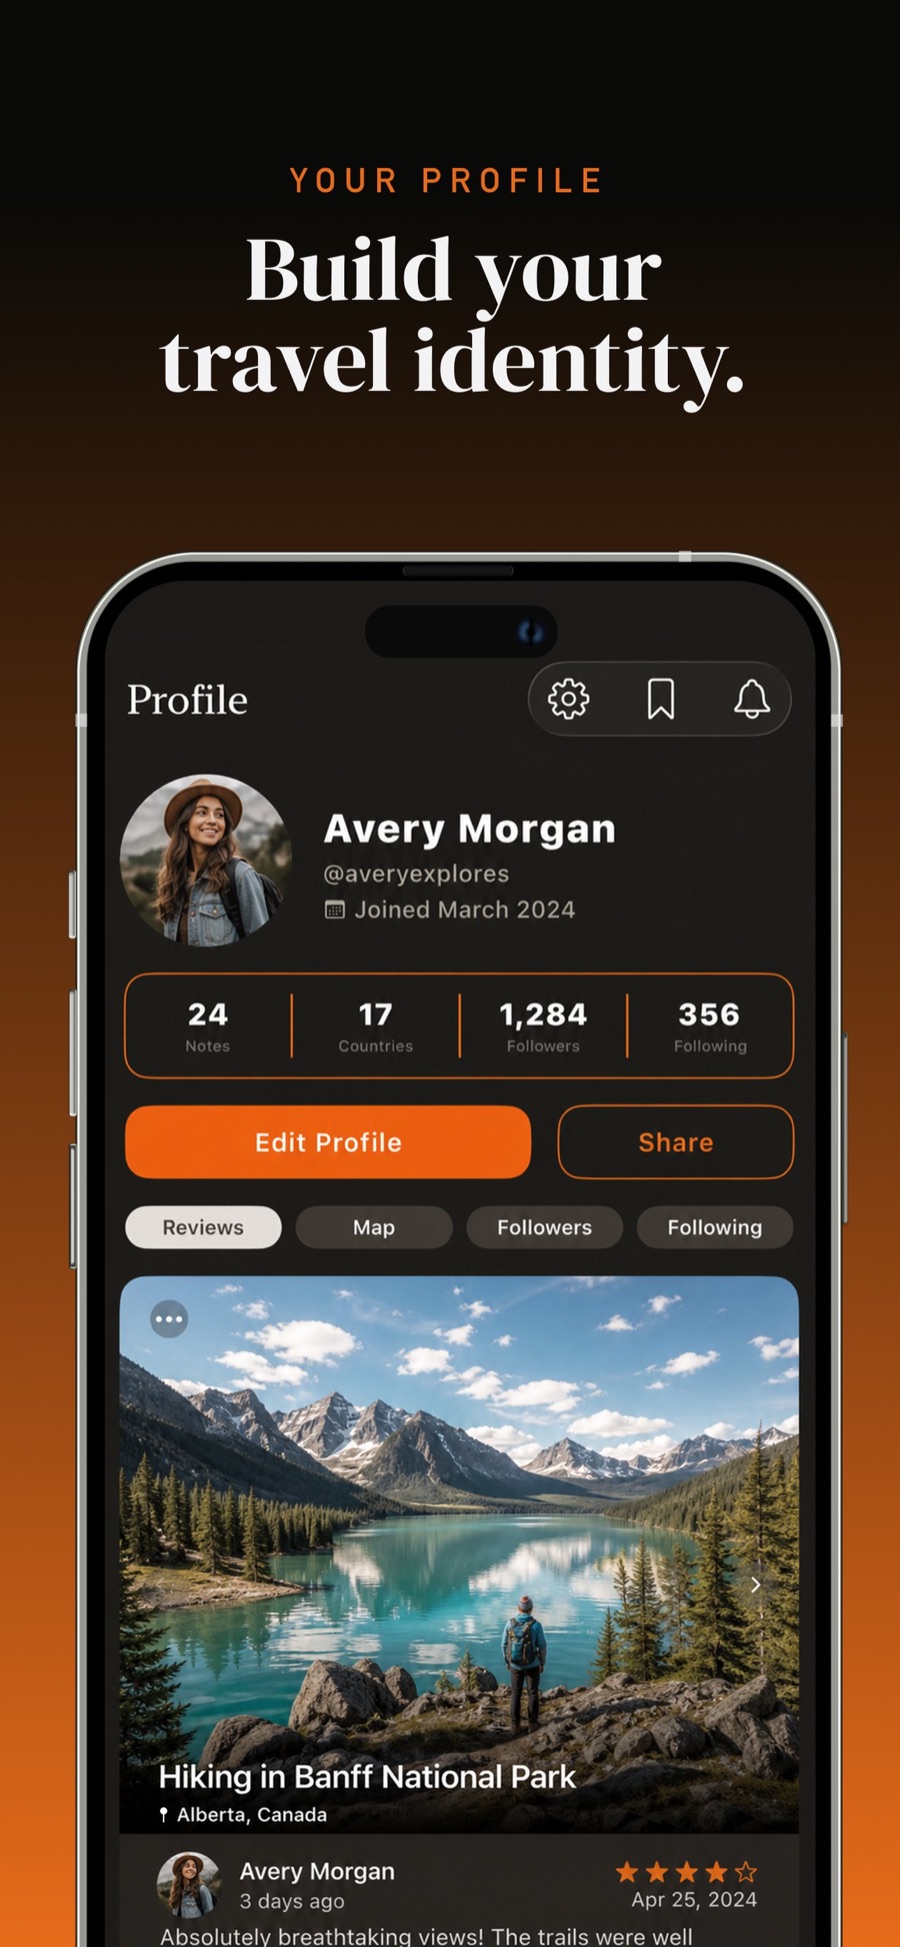 YOUR PROFILE
Build your
travel identity.
Profile
Avery Morgan
@averyexplores
Joined March 2024
24 17 1,284 356
Notes Countries Followers Following
Edit Profile Share
Reviews Map Followers Following
Hiking in Banff National Park
Alberta, Canada
Avery Morgan
3 days ago Apr 25, 2024
Absolutely breathtaking views! The trails were well